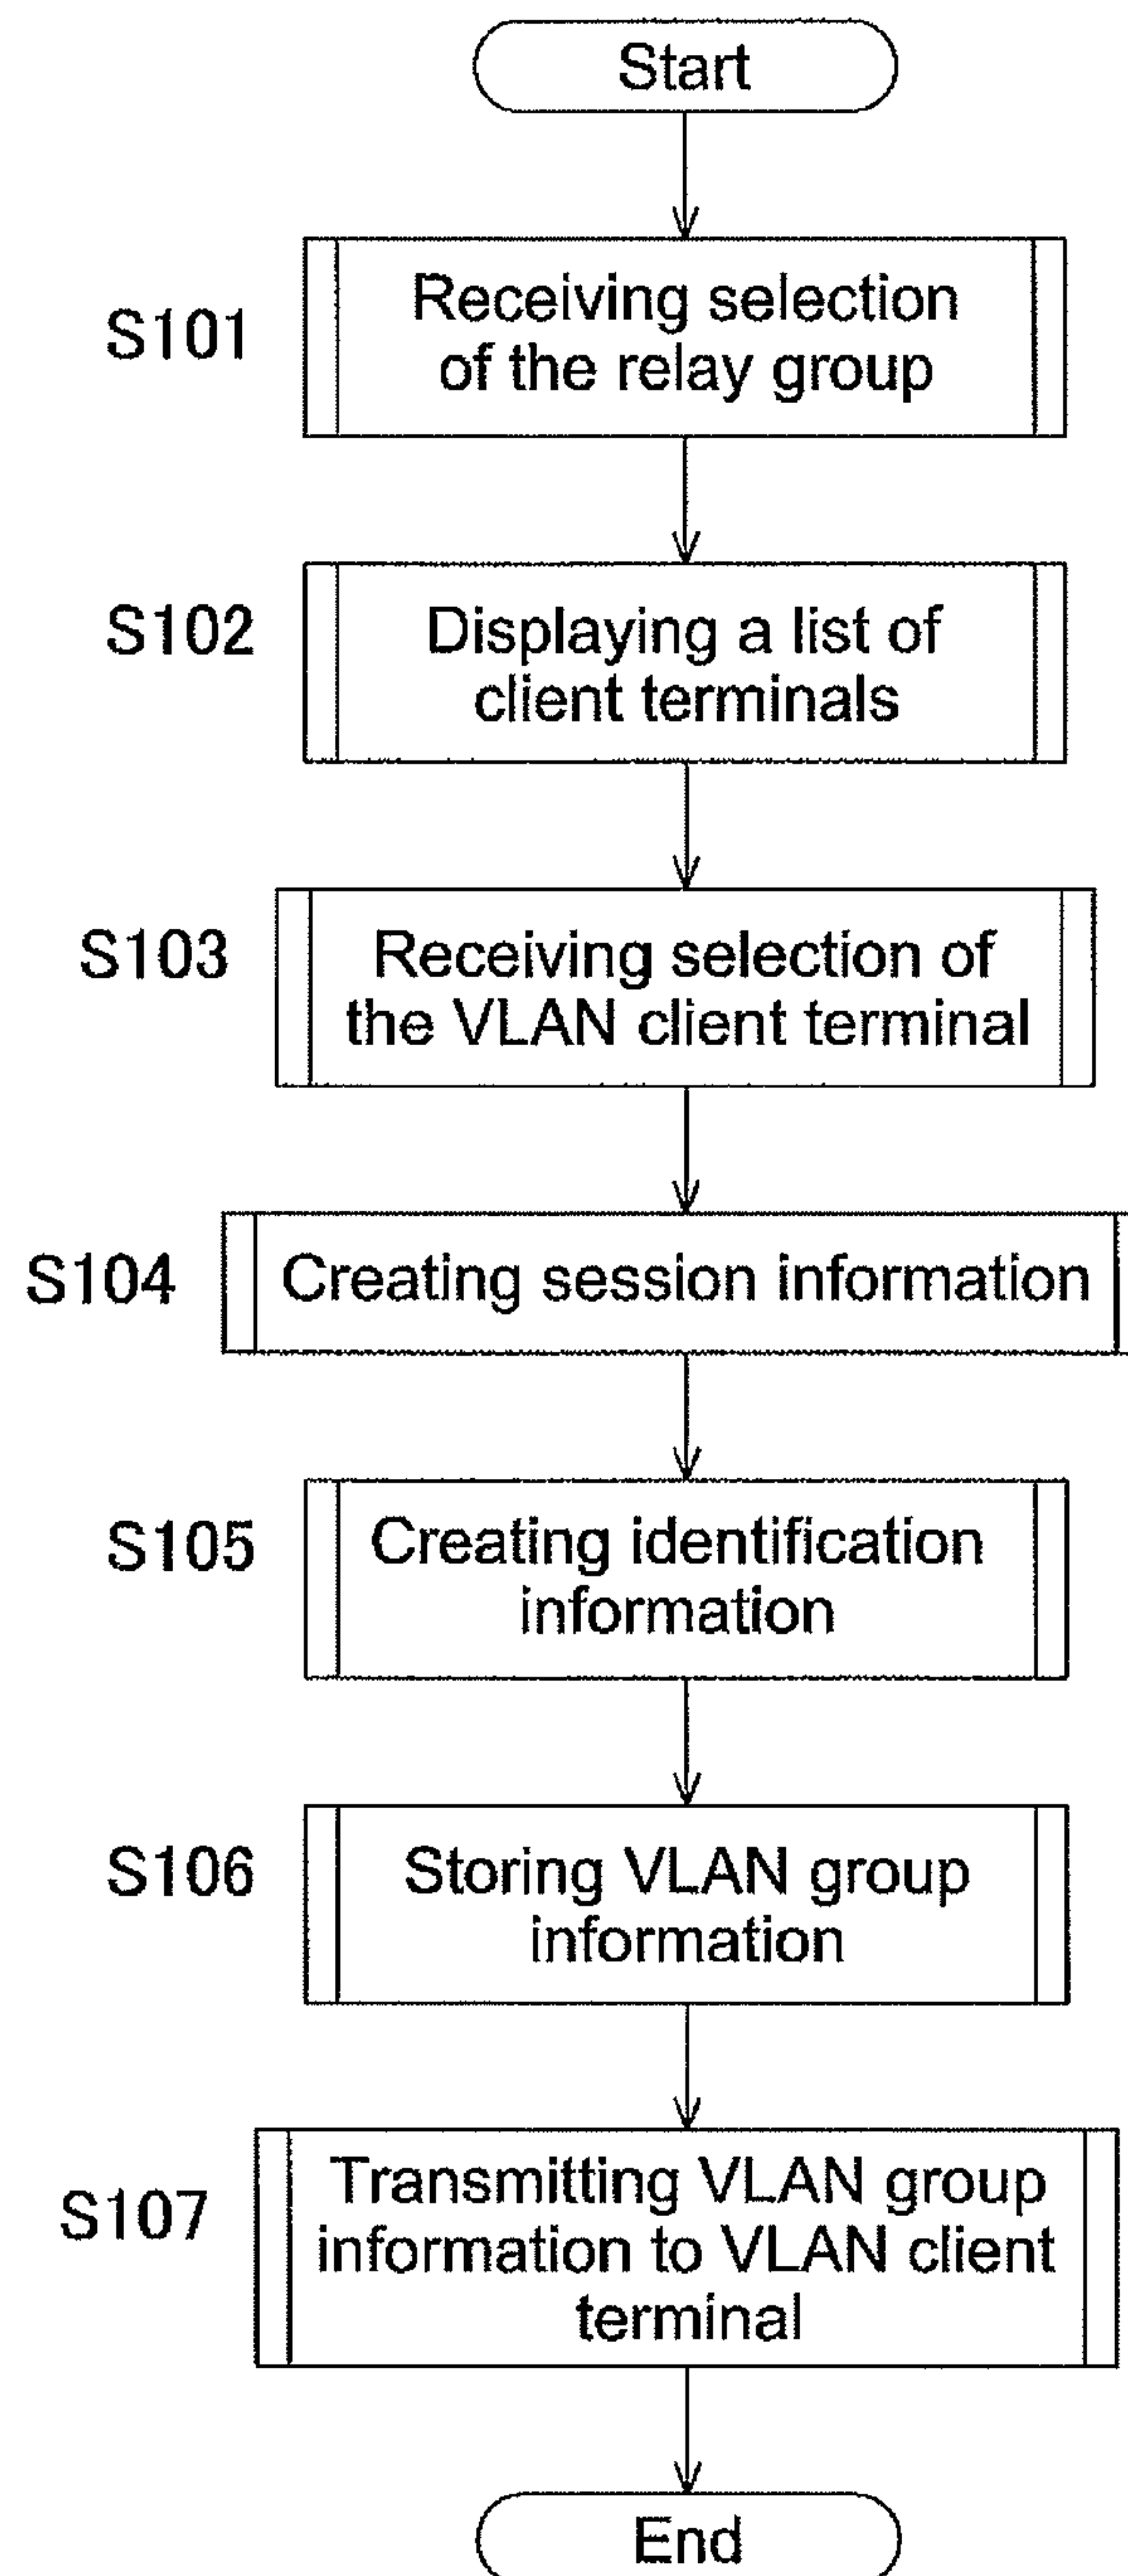 Start
S101
Receiving selection
of the relay group
S102
Displaying a list of
client terminals
S103
Receiving selection of
the VLAN client terminal
S104
Creating session information
S105
Creating identification
information
S106
Storing VLAN group
information
S107
Transmitting VLAN group
information to VLAN client
terminal
End